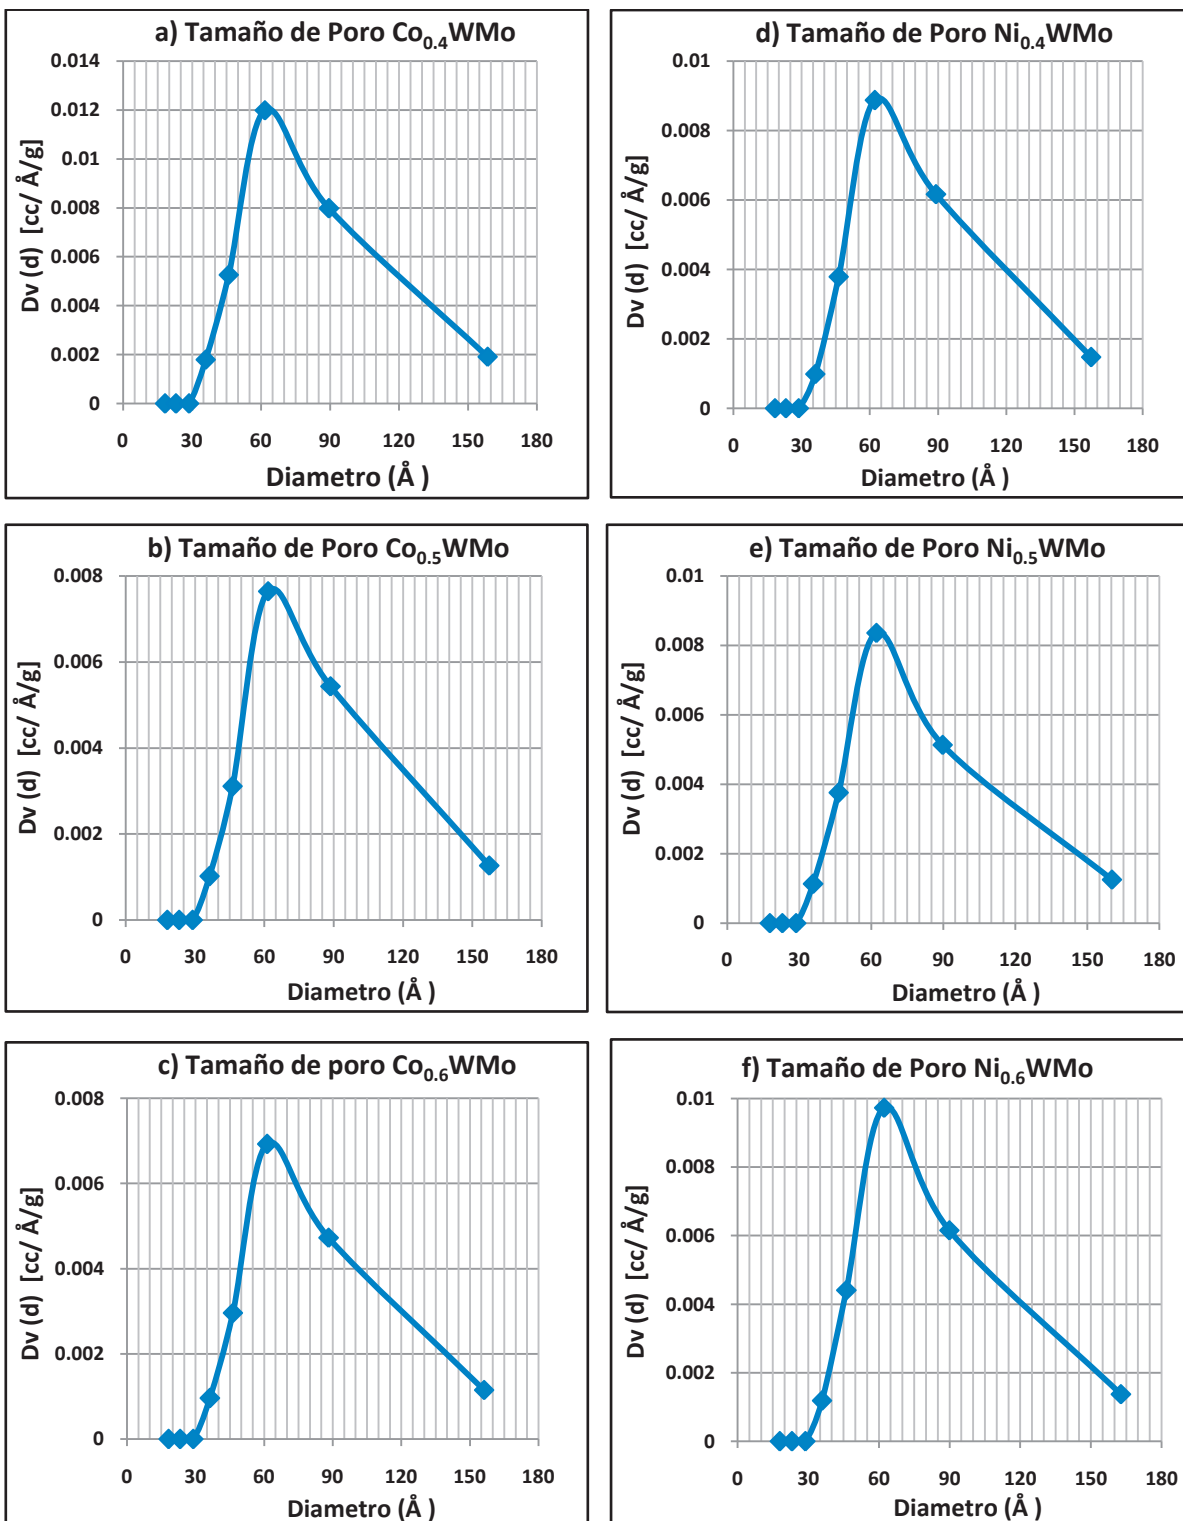 a) Tamaño de Poro Co0.4WMo
0.014
0.012
0.01
0.008
0.006
0.004
0.002
0
Dv (d) [cc/ Å/g]
0 30 60 90 120 150 180
Diametro (Å )
d) Tamaño de Poro Ni0.4WMo
0.01
0.008
0.006
0.004
0.002
0
Dv (d) [cc/ Å/g]
0 30 60 90 120 150 180
Diametro (Å )
b) Tamaño de Poro Co0.5WMo
0.008
0.006
0.004
0.002
0
Dv (d) [cc/ Å/g]
0 30 60 90 120 150 180
Diametro (Å )
e) Tamaño de Poro Ni0.5WMo
0.01
0.008
0.006
0.004
0.002
0
Dv (d) [cc/ Å/g]
0 30 60 90 120 150 180
Diametro (Å )
c) Tamaño de poro Co0.6WMo
0.008
0.006
0.004
0.002
0
Dv (d) [cc/ Å/g]
0 30 60 90 120 150 180
Diametro (Å )
f) Tamaño de Poro Ni0.6WMo
0.01
0.008
0.006
0.004
0.002
0
Dv (d) [cc/ Å/g]
0 30 60 90 120 150 180
Diametro (Å )